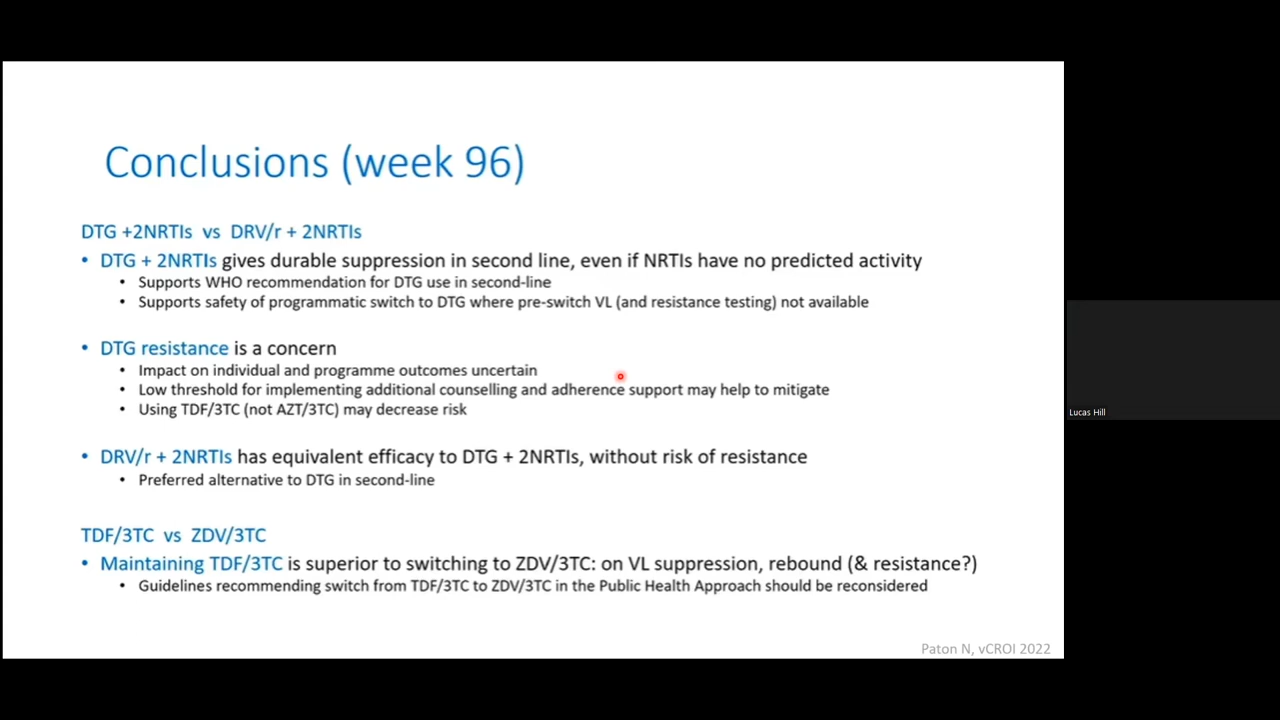 Conclusions (week 96)
DTG +2NRTIs vs DRV/r + 2NRTIs
• DTG + 2NRTIs gives durable suppression in second line, even if NRTIs have no predicted activity
• Supports WHO recommendation for DTG use in second-line
• Supports safety of programmatic switch to DTG where pre-switch VL (and resistance testing) not available
• DTG resistance is a concern
• Impact on individual and programme outcomes uncertain
• Low threshold for implementing additional counselling and adherence support may help to mitigate
• Using TDF/3TC (not AZT/3TC) may decrease risk
• DRV/r + 2NRTIs has equivalent efficacy to DTG + 2NRTIs, without risk of resistance
• Preferred alternative to DTG in second-line
TDF/3TC vs ZDV/3TC
• Maintaining TDF/3TC is superior to switching to ZDV/3TC: on VL suppression, rebound (& resistance?)
• Guidelines recommending switch from TDF/3TC to ZDV/3TC in the Public Health Approach should be reconsidered
Paton N, vCROI 2022
Lucas Hill